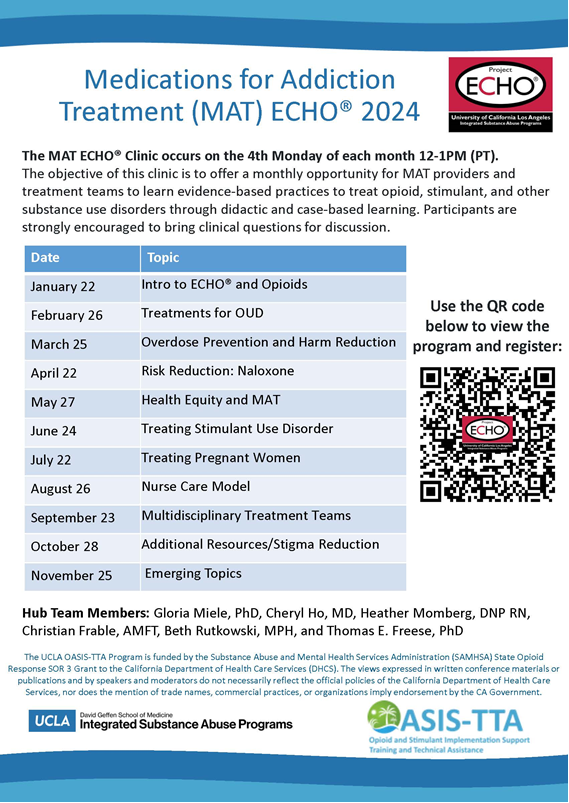 Medications for Addiction
Treatment (MAT) ECHO® 2024
Project
ECHO®
University of California Los Angeles
Integrated Substance Abuse Programs
The MAT ECHO® Clinic occurs on the 4th Monday of each month 12-1PM (PT).
The objective of this clinic is to offer a monthly opportunity for MAT providers and
treatment teams to learn evidence-based practices to treat opioid, stimulant, and other
substance use disorders through didactic and case-based learning. Participants are
strongly encouraged to bring clinical questions for discussion.
Date Topic
January 22 Intro to ECHO® and Opioids
February 26 Treatments for OUD
March 25 Overdose Prevention and Harm Reduction
April 22 Risk Reduction: Naloxone
May 27 Health Equity and MAT
June 24 Treating Stimulant Use Disorder
July 22 Treating Pregnant Women
August 26 Nurse Care Model
September 23 Multidisciplinary Treatment Teams
October 28 Additional Resources/Stigma Reduction
November 25 Emerging Topics
Use the QR code
below to view the
program and register:
Project
ECHO
University of California Los Angeles
Hub Team Members: Gloria Miele, PhD, Cheryl Ho, MD, Heather Momberg, DNP RN,
Christian Frable, AMFT, Beth Rutkowski, MPH, and Thomas E. Freese, PhD
The UCLA OASIS-TTA Program is funded by the Substance Abuse and Mental Health Services Administration (SAMHSA) State Opioid
Response SOR 3 Grant to the California Department of Health Care Services (DHCS). The views expressed in written conference materials or
publications and by speakers and moderators do not necessarily reflect the official policies of the California Department of Health Care
Services, nor does the mention of trade names, commercial practices, or organizations imply endorsement by the CA Government.
UCLA
David Geffen School of Medicine
Integrated Substance Abuse Programs
OASIS-TTA
Opioid and Stimulant Implementation Support
Training and Technical Assistance